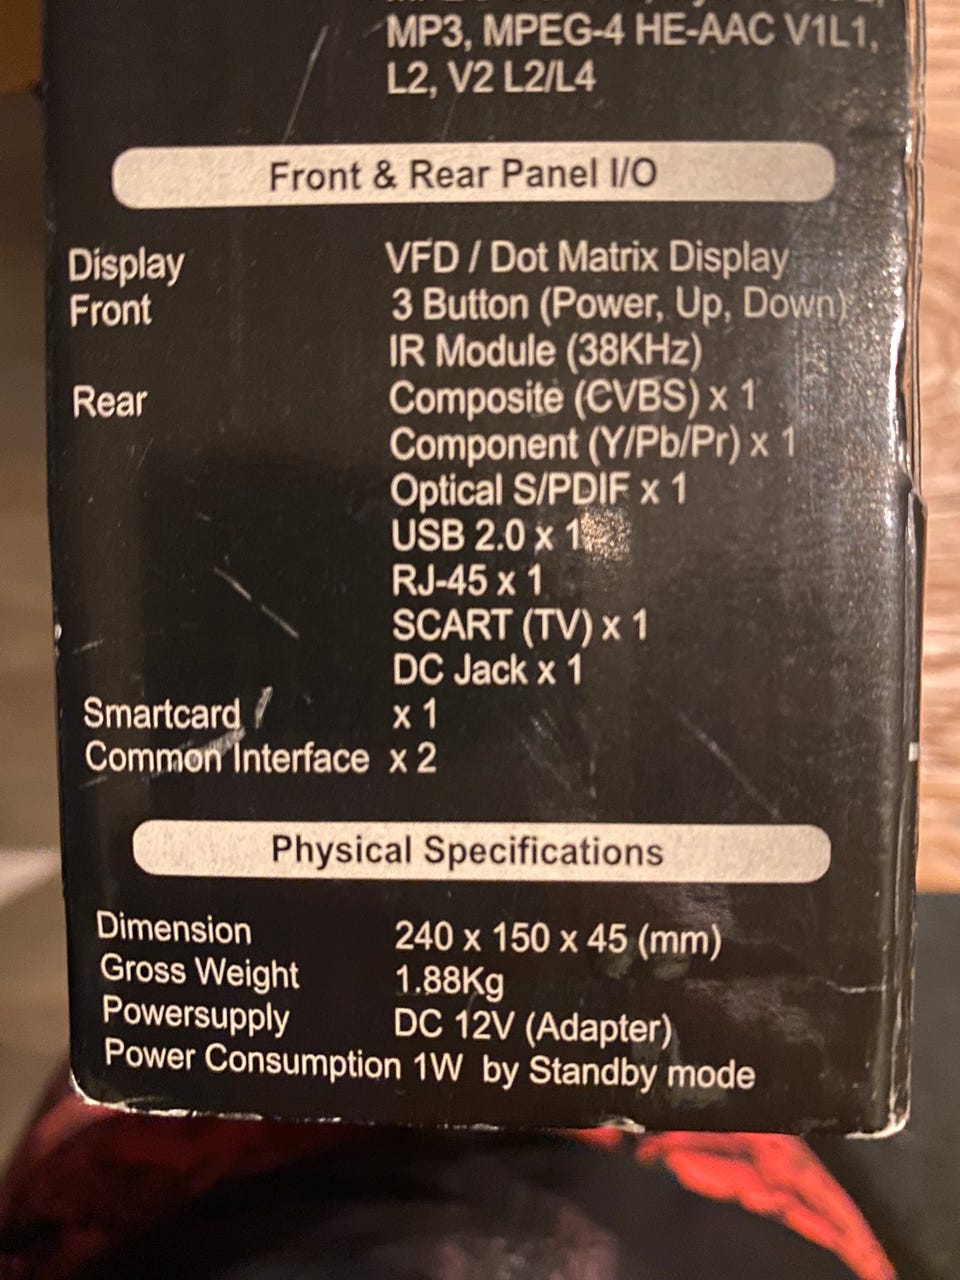 MP3, MPEG-4 HE-AAC V1L1,
L2, V2 L2/L4
Front & Rear Panel I/O
Display VFD / Dot Matrix Display
Front 3 Button (Power, Up, Down)
IR Module (38KHz)
Rear Composite (CVBS) x 1
Component (Y/Pb/Pr) x 1
Optical S/PDIF x 1
USB 2.0 x 1
RJ-45 x 1
SCART (TV) x 1
DC Jack x 1
Smartcard x 1
Common Interface x 2
Physical Specifications
Dimension 240 x 150 x 45 (mm)
Gross Weight 1.88Kg
Powersupply DC 12V (Adapter)
Power Consumption 1W by Standby mode